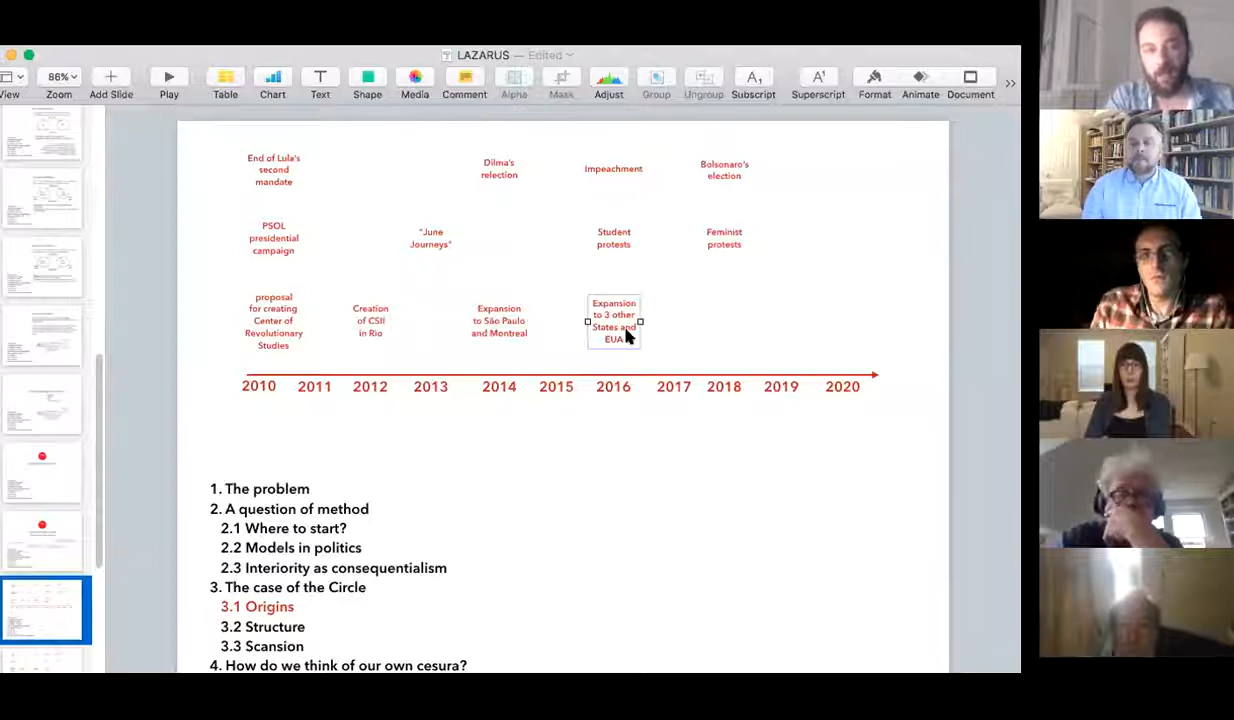 LAZARUS — Edited
View
86%
Zoom
Add Slide
Play
Table
Chart
Text
Shape
Media
Comment
Alpha
Mask
Adjust
Group
Ungroup
Subscript
Superscript
Format
Animate
Document
End of Lula's
second
mandate
Dilma's
relection
Impeachment
Bolsonaro's
election
PSOL
presidential
campaign
"June
Journeys"
Student
protests
Feminist
protests
proposal
for creating
Center of
Revolutionary
Studies
Creation
of CSII
in Rio
Expansion
to São Paulo
and Montreal
Expansion
to 3 other
States and
EUA
2010 2011 2012 2013 2014 2015 2016 2017 2018 2019 2020
1. The problem
2. A question of method
2.1 Where to start?
2.2 Models in politics
2.3 Interiority as consequentialism
3. The case of the Circle
3.1 Origins
3.2 Structure
3.3 Scansion
4. How do we think of our own cesura?